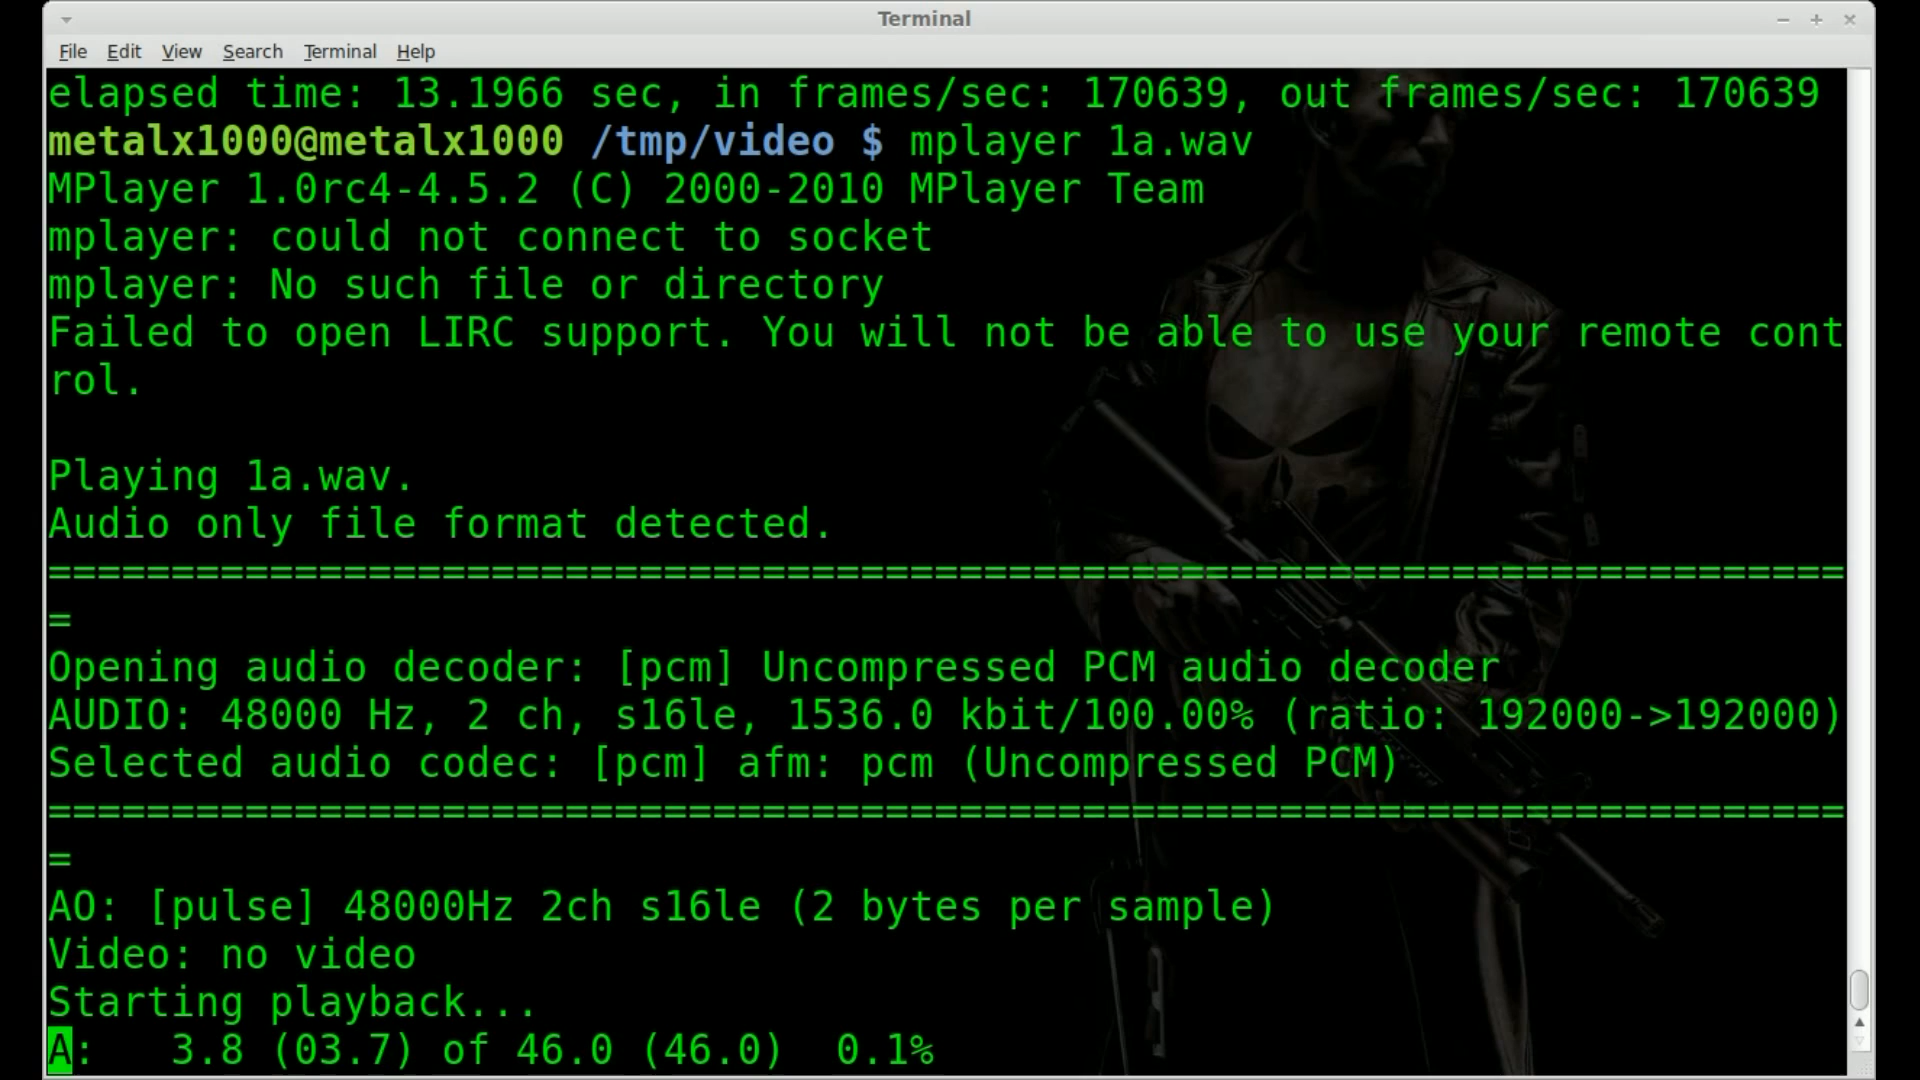 Terminal
File Edit View Search Terminal Help
elapsed time: 13.1966 sec, in frames/sec: 170639, out frames/sec: 170639
metalx1000@metalx1000 /tmp/video $ mplayer 1a.wav
MPlayer 1.0rc4-4.5.2 (C) 2000-2010 MPlayer Team
mplayer: could not connect to socket
mplayer: No such file or directory
Failed to open LIRC support. You will not be able to use your remote cont
rol.
Playing 1a.wav.
Audio only file format detected.
=========================================================================
=
Opening audio decoder: [pcm] Uncompressed PCM audio decoder
AUDIO: 48000 Hz, 2 ch, s16le, 1536.0 kbit/100.00% (ratio: 192000->192000)
Selected audio codec: [pcm] afm: pcm (Uncompressed PCM)
=========================================================================
=
AO: [pulse] 48000Hz 2ch s16le (2 bytes per sample)
Video: no video
Starting playback...
A:   3.8 (03.7) of 46.0 (46.0)  0.1%